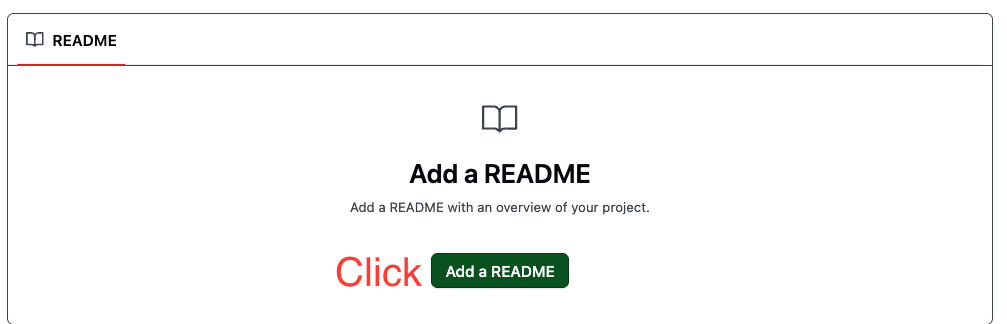 README
Add a README
Add a README with an overview of your project.
Click Add a README